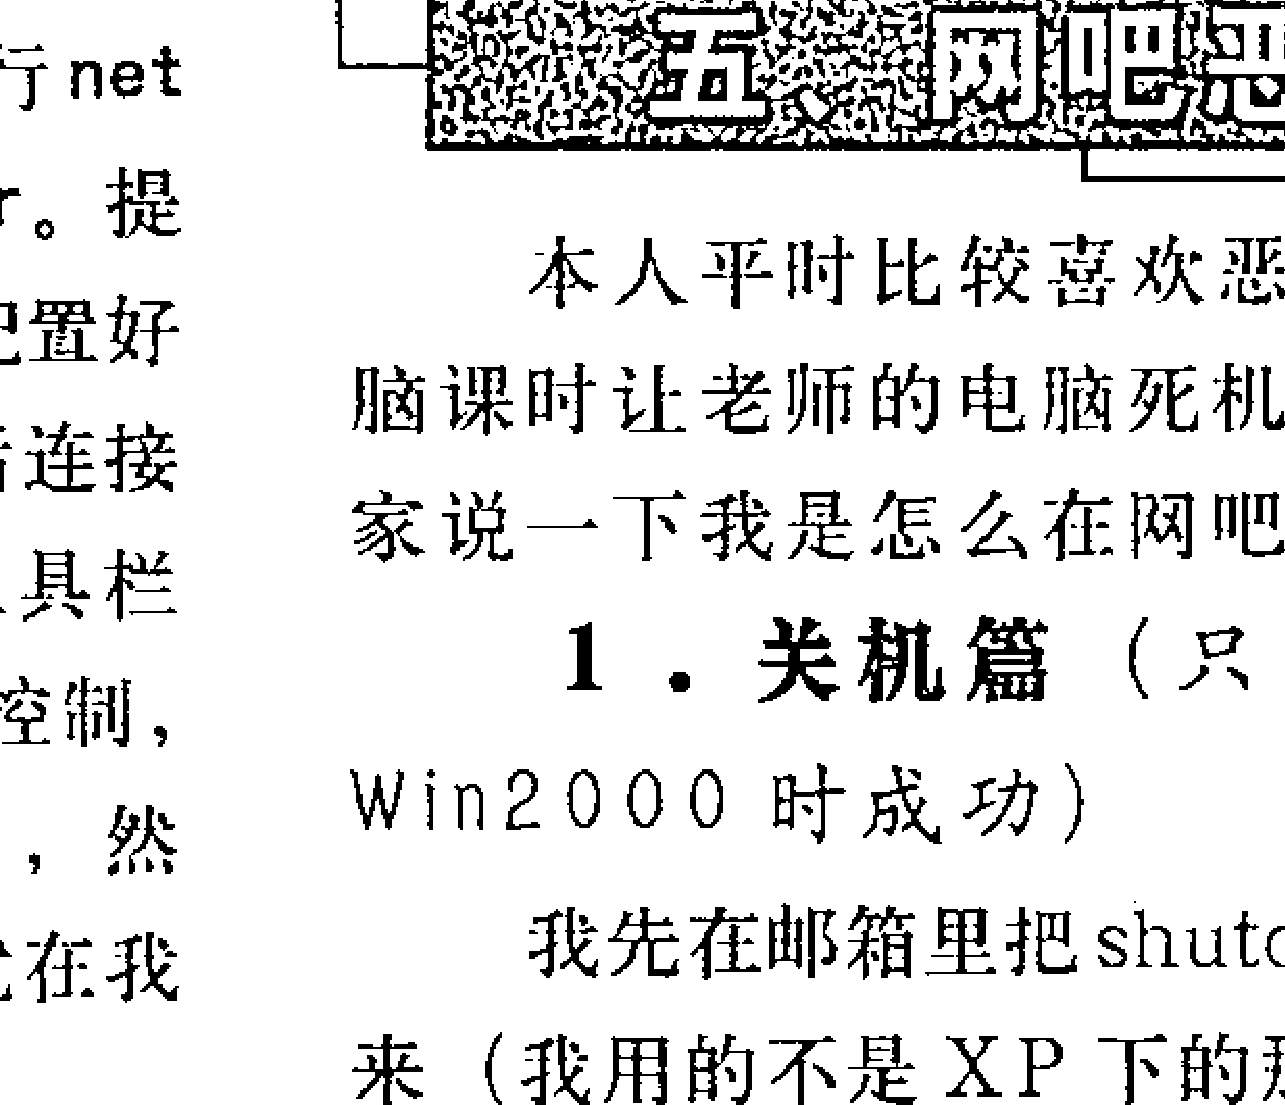 行net
r。提
配置好
后连接
具栏
控制，
，然
在我
五、网吧恶
本人平时比较喜欢恶
脑课时让老师的电脑死机
家说一下我是怎么在网吧
1．关机篇（只
Win2000时成功）
我先在邮箱里把shutd
来（我用的不是XP下的那